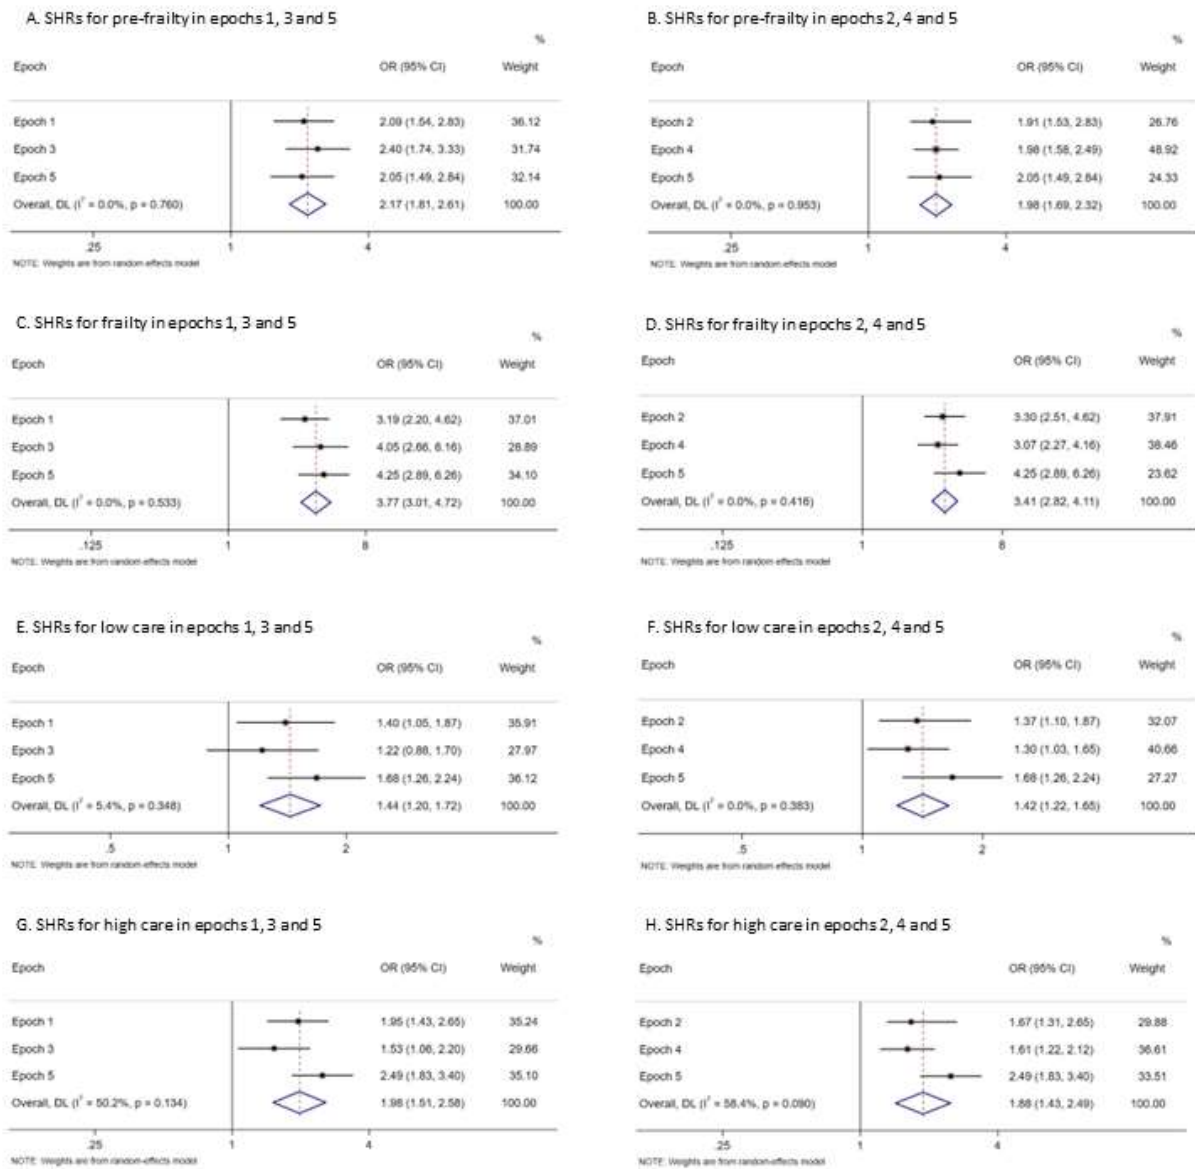 A. SHRs for pre-frailty in epochs 1, 3 and 5
%
Epoch OR (95% CI) Weight
Epoch 1 2.09 (1.54, 2.83) 36.12
Epoch 3 2.40 (1.74, 3.33) 31.74
Epoch 5 2.05 (1.49, 2.84) 32.14
Overall, DL (I² = 0.0%, p = 0.760) 2.17 (1.81, 2.61) 100.00
.25 1 4
NOTE: Weights are from random-effects model
B. SHRs for pre-frailty in epochs 2, 4 and 5
%
Epoch OR (95% CI) Weight
Epoch 2 1.91 (1.53, 2.83) 26.76
Epoch 4 1.98 (1.58, 2.49) 48.92
Epoch 5 2.05 (1.49, 2.84) 24.33
Overall, DL (I² = 0.0%, p = 0.953) 1.98 (1.69, 2.32) 100.00
.25 1 4
NOTE: Weights are from random-effects model
C. SHRs for frailty in epochs 1, 3 and 5
%
Epoch OR (95% CI) Weight
Epoch 1 3.19 (2.20, 4.62) 37.01
Epoch 3 4.05 (2.66, 6.16) 28.89
Epoch 5 4.25 (2.89, 6.26) 34.10
Overall, DL (I² = 0.0%, p = 0.533) 3.77 (3.01, 4.72) 100.00
.125 1 8
NOTE: Weights are from random-effects model
D. SHRs for frailty in epochs 2, 4 and 5
%
Epoch OR (95% CI) Weight
Epoch 2 3.30 (2.51, 4.62) 37.91
Epoch 4 3.07 (2.27, 4.16) 38.46
Epoch 5 4.25 (2.89, 6.26) 23.62
Overall, DL (I² = 0.0%, p = 0.416) 3.41 (2.82, 4.11) 100.00
.125 1 8
NOTE: Weights are from random-effects model
E. SHRs for low care in epochs 1, 3 and 5
%
Epoch OR (95% CI) Weight
Epoch 1 1.40 (1.05, 1.87) 35.91
Epoch 3 1.22 (0.88, 1.70) 27.97
Epoch 5 1.68 (1.26, 2.24) 36.12
Overall, DL (I² = 5.4%, p = 0.348) 1.44 (1.20, 1.72) 100.00
.5 1 2
NOTE: Weights are from random-effects model
F. SHRs for low care in epochs 2, 4 and 5
%
Epoch OR (95% CI) Weight
Epoch 2 1.37 (1.10, 1.87) 32.07
Epoch 4 1.30 (1.03, 1.65) 40.66
Epoch 5 1.68 (1.26, 2.24) 27.27
Overall, DL (I² = 0.0%, p = 0.383) 1.42 (1.22, 1.65) 100.00
.5 1 2
NOTE: Weights are from random-effects model
G. SHRs for high care in epochs 1, 3 and 5
%
Epoch OR (95% CI) Weight
Epoch 1 1.95 (1.43, 2.65) 35.24
Epoch 3 1.53 (1.06, 2.20) 29.66
Epoch 5 2.49 (1.83, 3.40) 35.10
Overall, DL (I² = 50.2%, p = 0.134) 1.98 (1.51, 2.58) 100.00
.25 1 4
NOTE: Weights are from random-effects model
H. SHRs for high care in epochs 2, 4 and 5
%
Epoch OR (95% CI) Weight
Epoch 2 1.67 (1.31, 2.65) 29.88
Epoch 4 1.61 (1.22, 2.12) 36.61
Epoch 5 2.49 (1.83, 3.40) 33.51
Overall, DL (I² = 58.4%, p = 0.090) 1.88 (1.43, 2.49) 100.00
.25 1 4
NOTE: Weights are from random-effects model